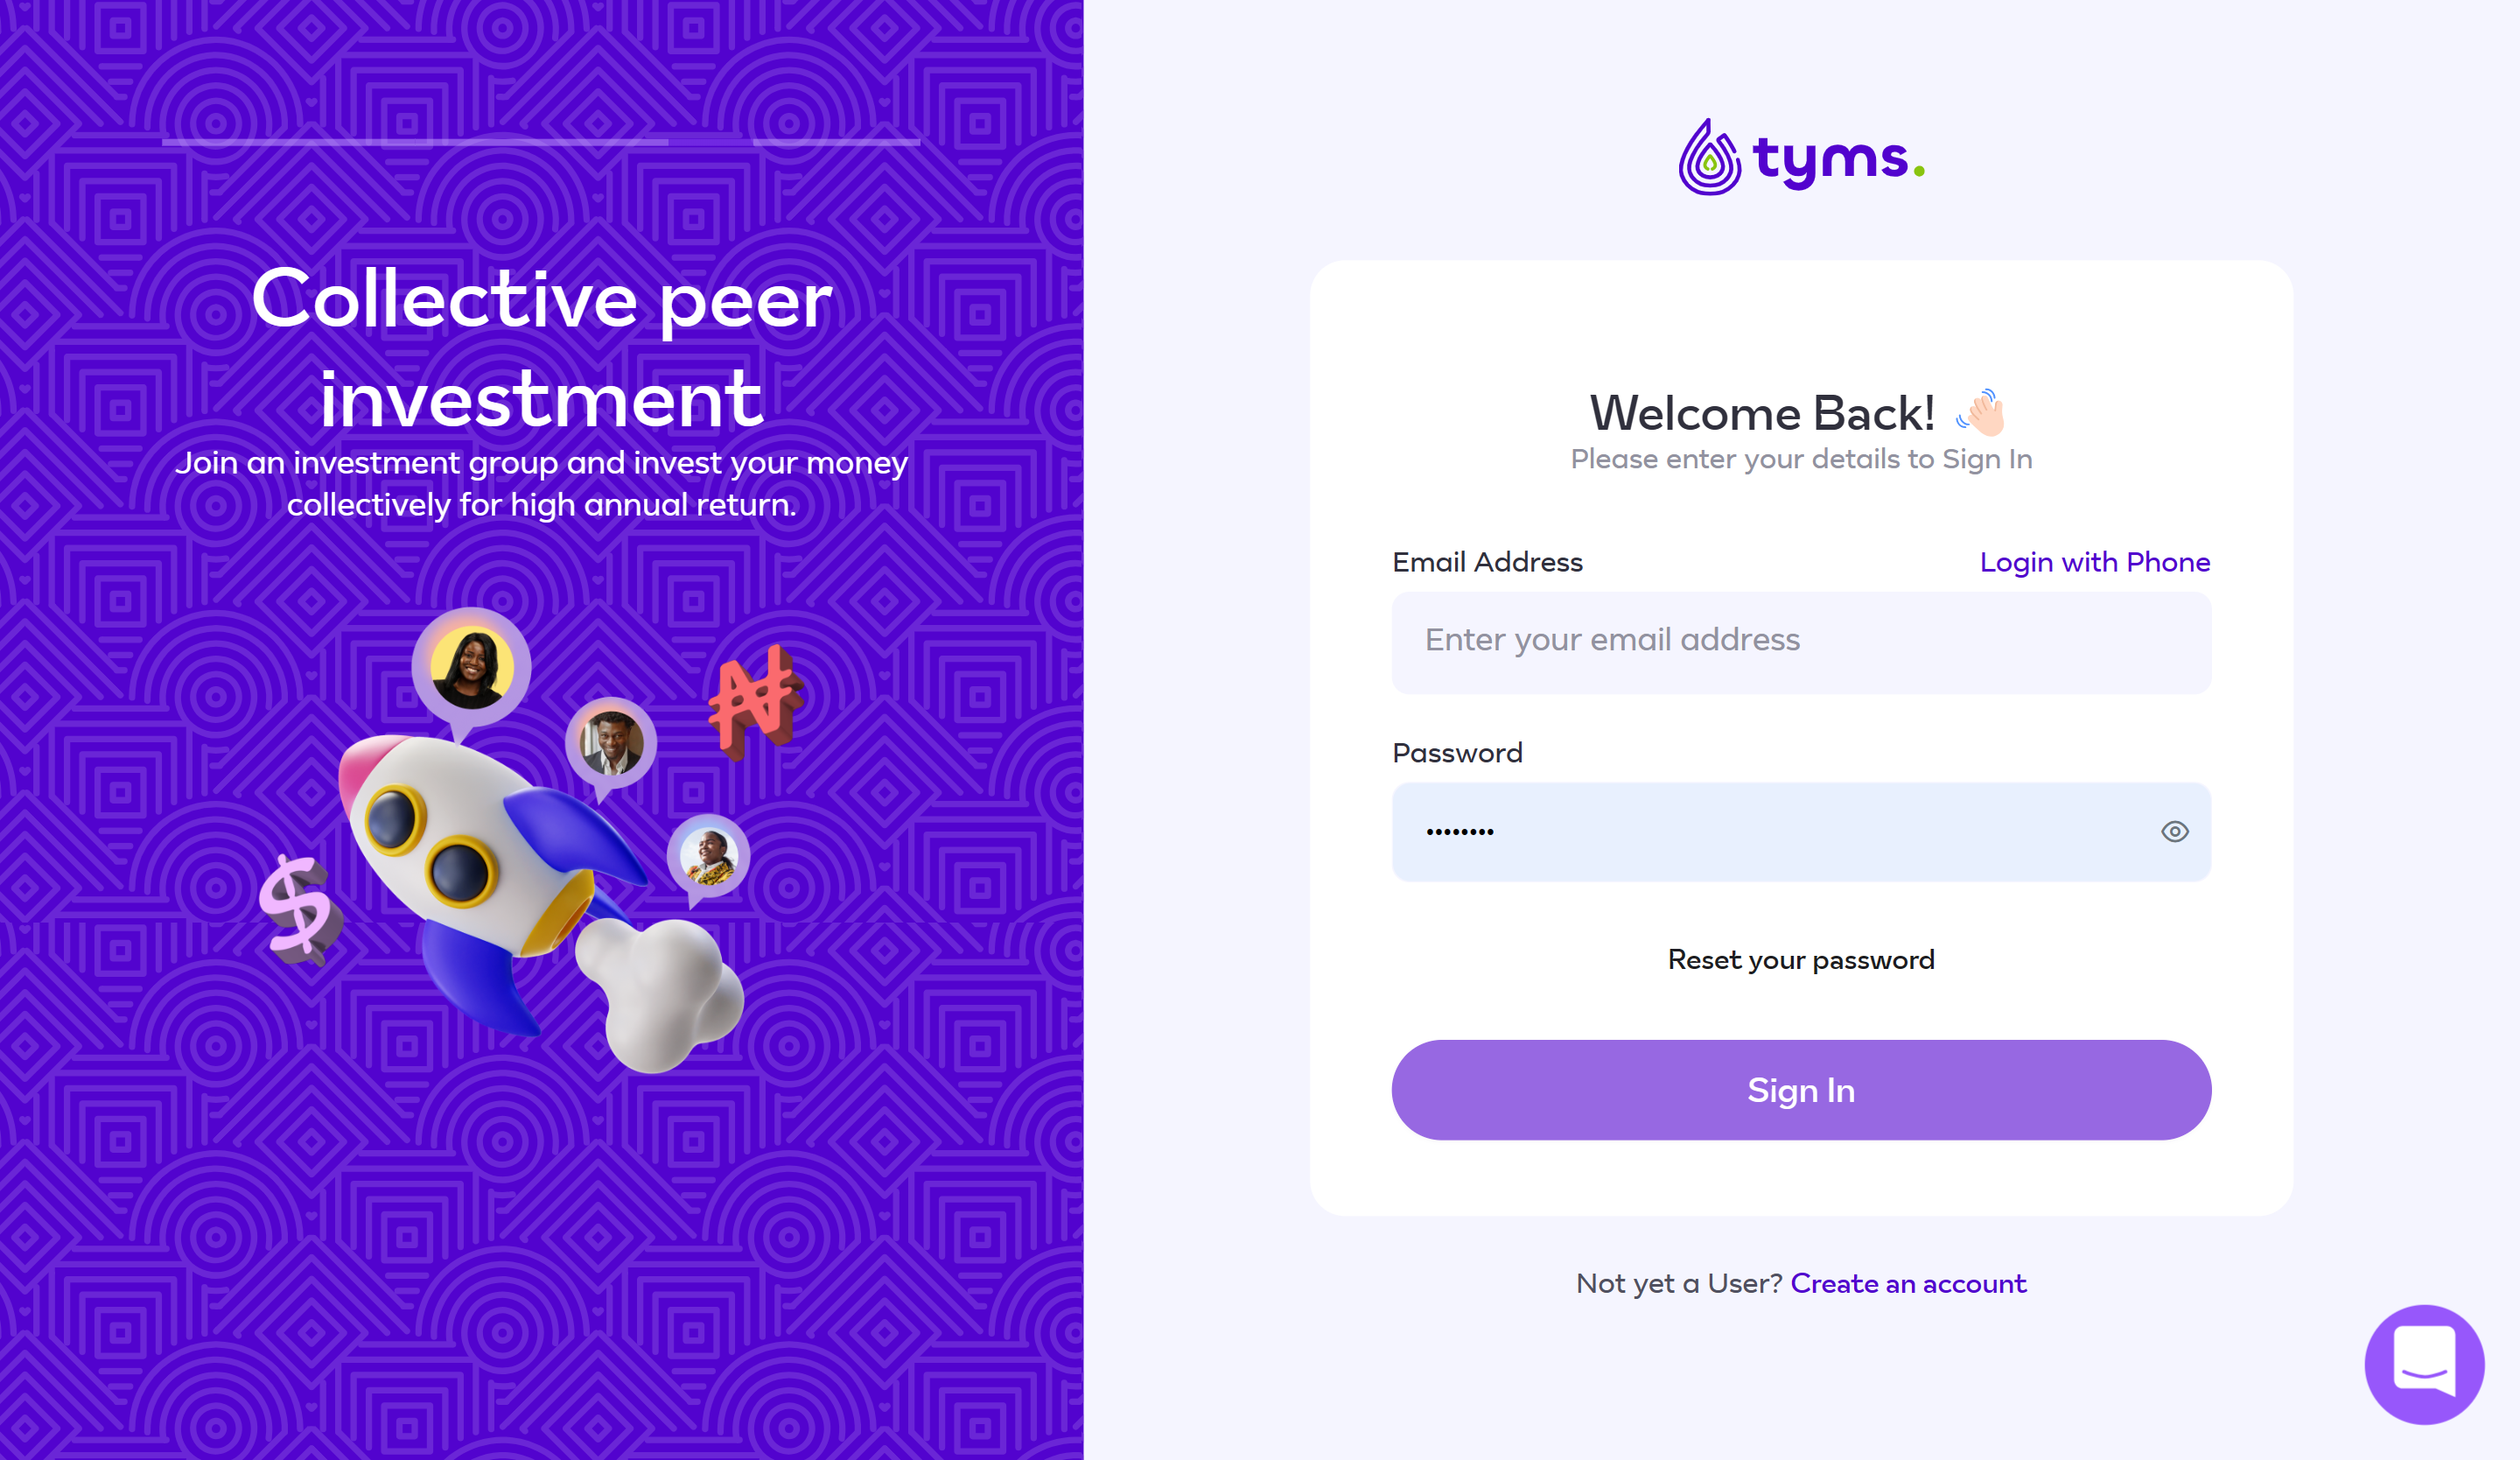 Collective peer
investment
Join an investment group and invest your money
collectively for high annual return.
₦
$
tyms.
Welcome Back! 👋🏻
Please enter your details to Sign In
Email Address
Login with Phone
Enter your email address
Password
••••••••
Reset your password
Sign In
Not yet a User? Create an account